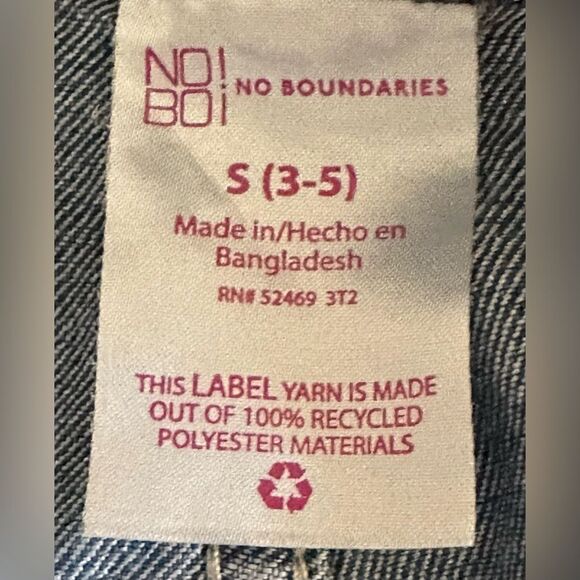 NO!
BO!
NO BOUNDARIES
S (3-5)
Made in/Hecho en
Bangladesh
RN# 52469 3T2
THIS LABEL YARN IS MADE
OUT OF 100% RECYCLED
POLYESTER MATERIALS